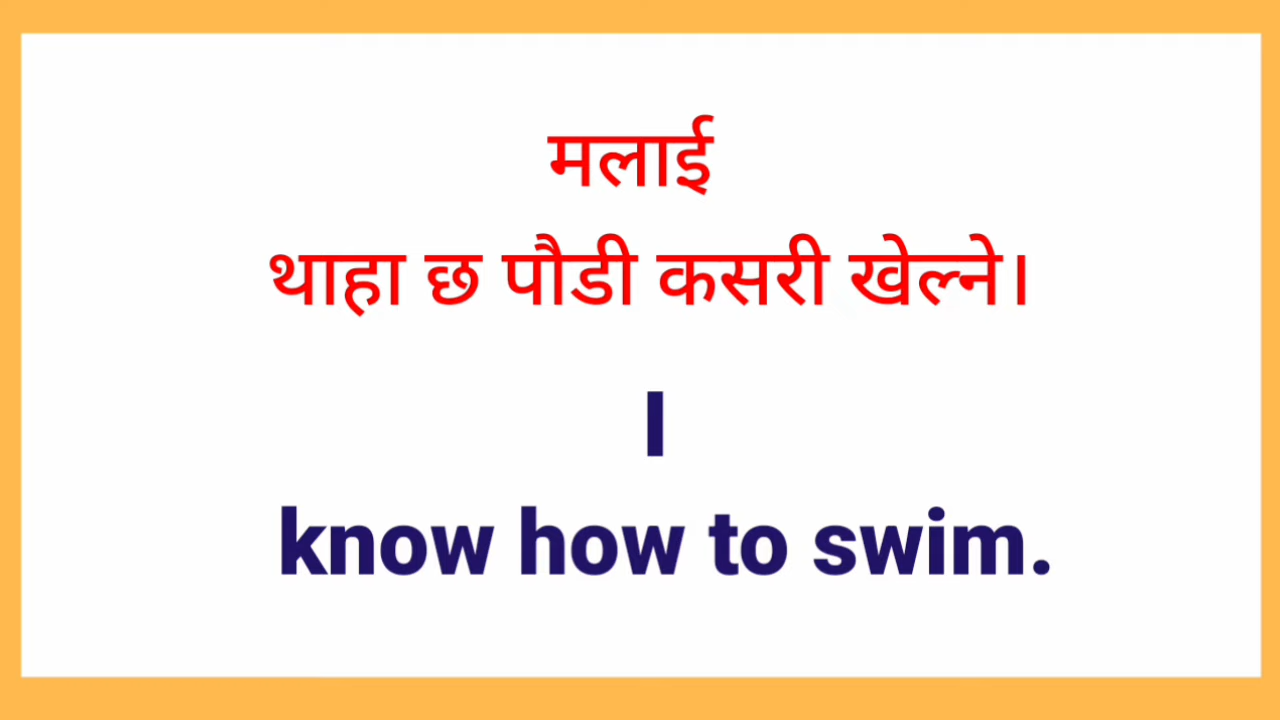 मलाई
थाहा छ पौडी कसरी खेल्ने।
I
know how to swim.